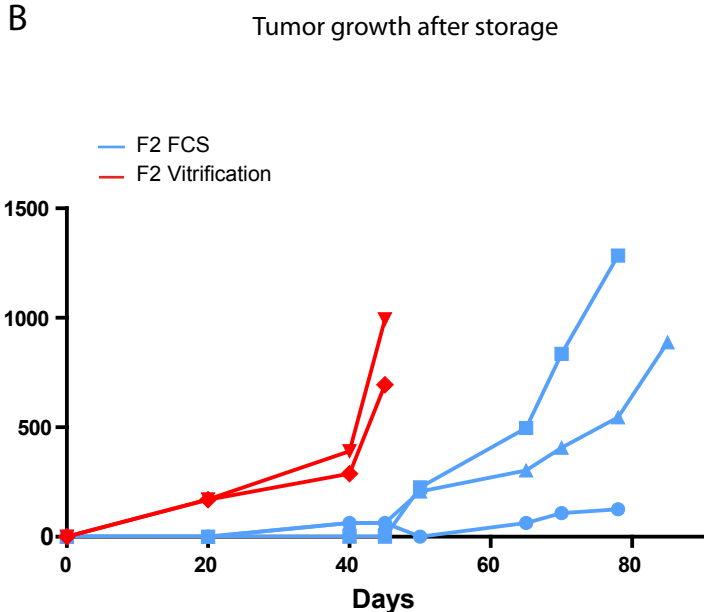 B
Tumor growth after storage
F2 FCS
F2 Vitrification
1500
1000
500
0
0 20 40 60 80
Days